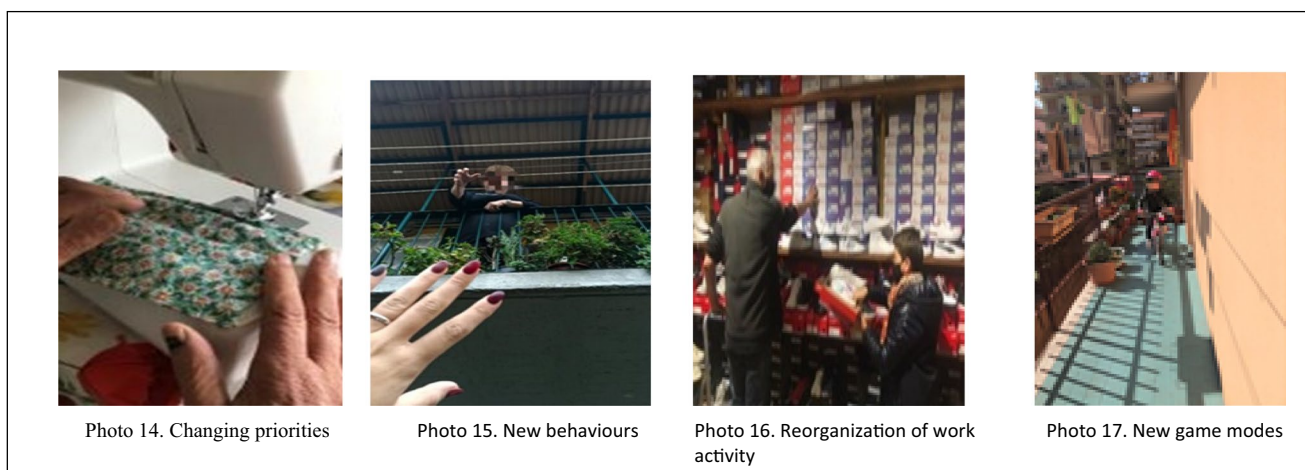 Photo 14. Changing priorities
Photo 15. New behaviours
Photo 16. Reorganization of work
activity
Photo 17. New game modes